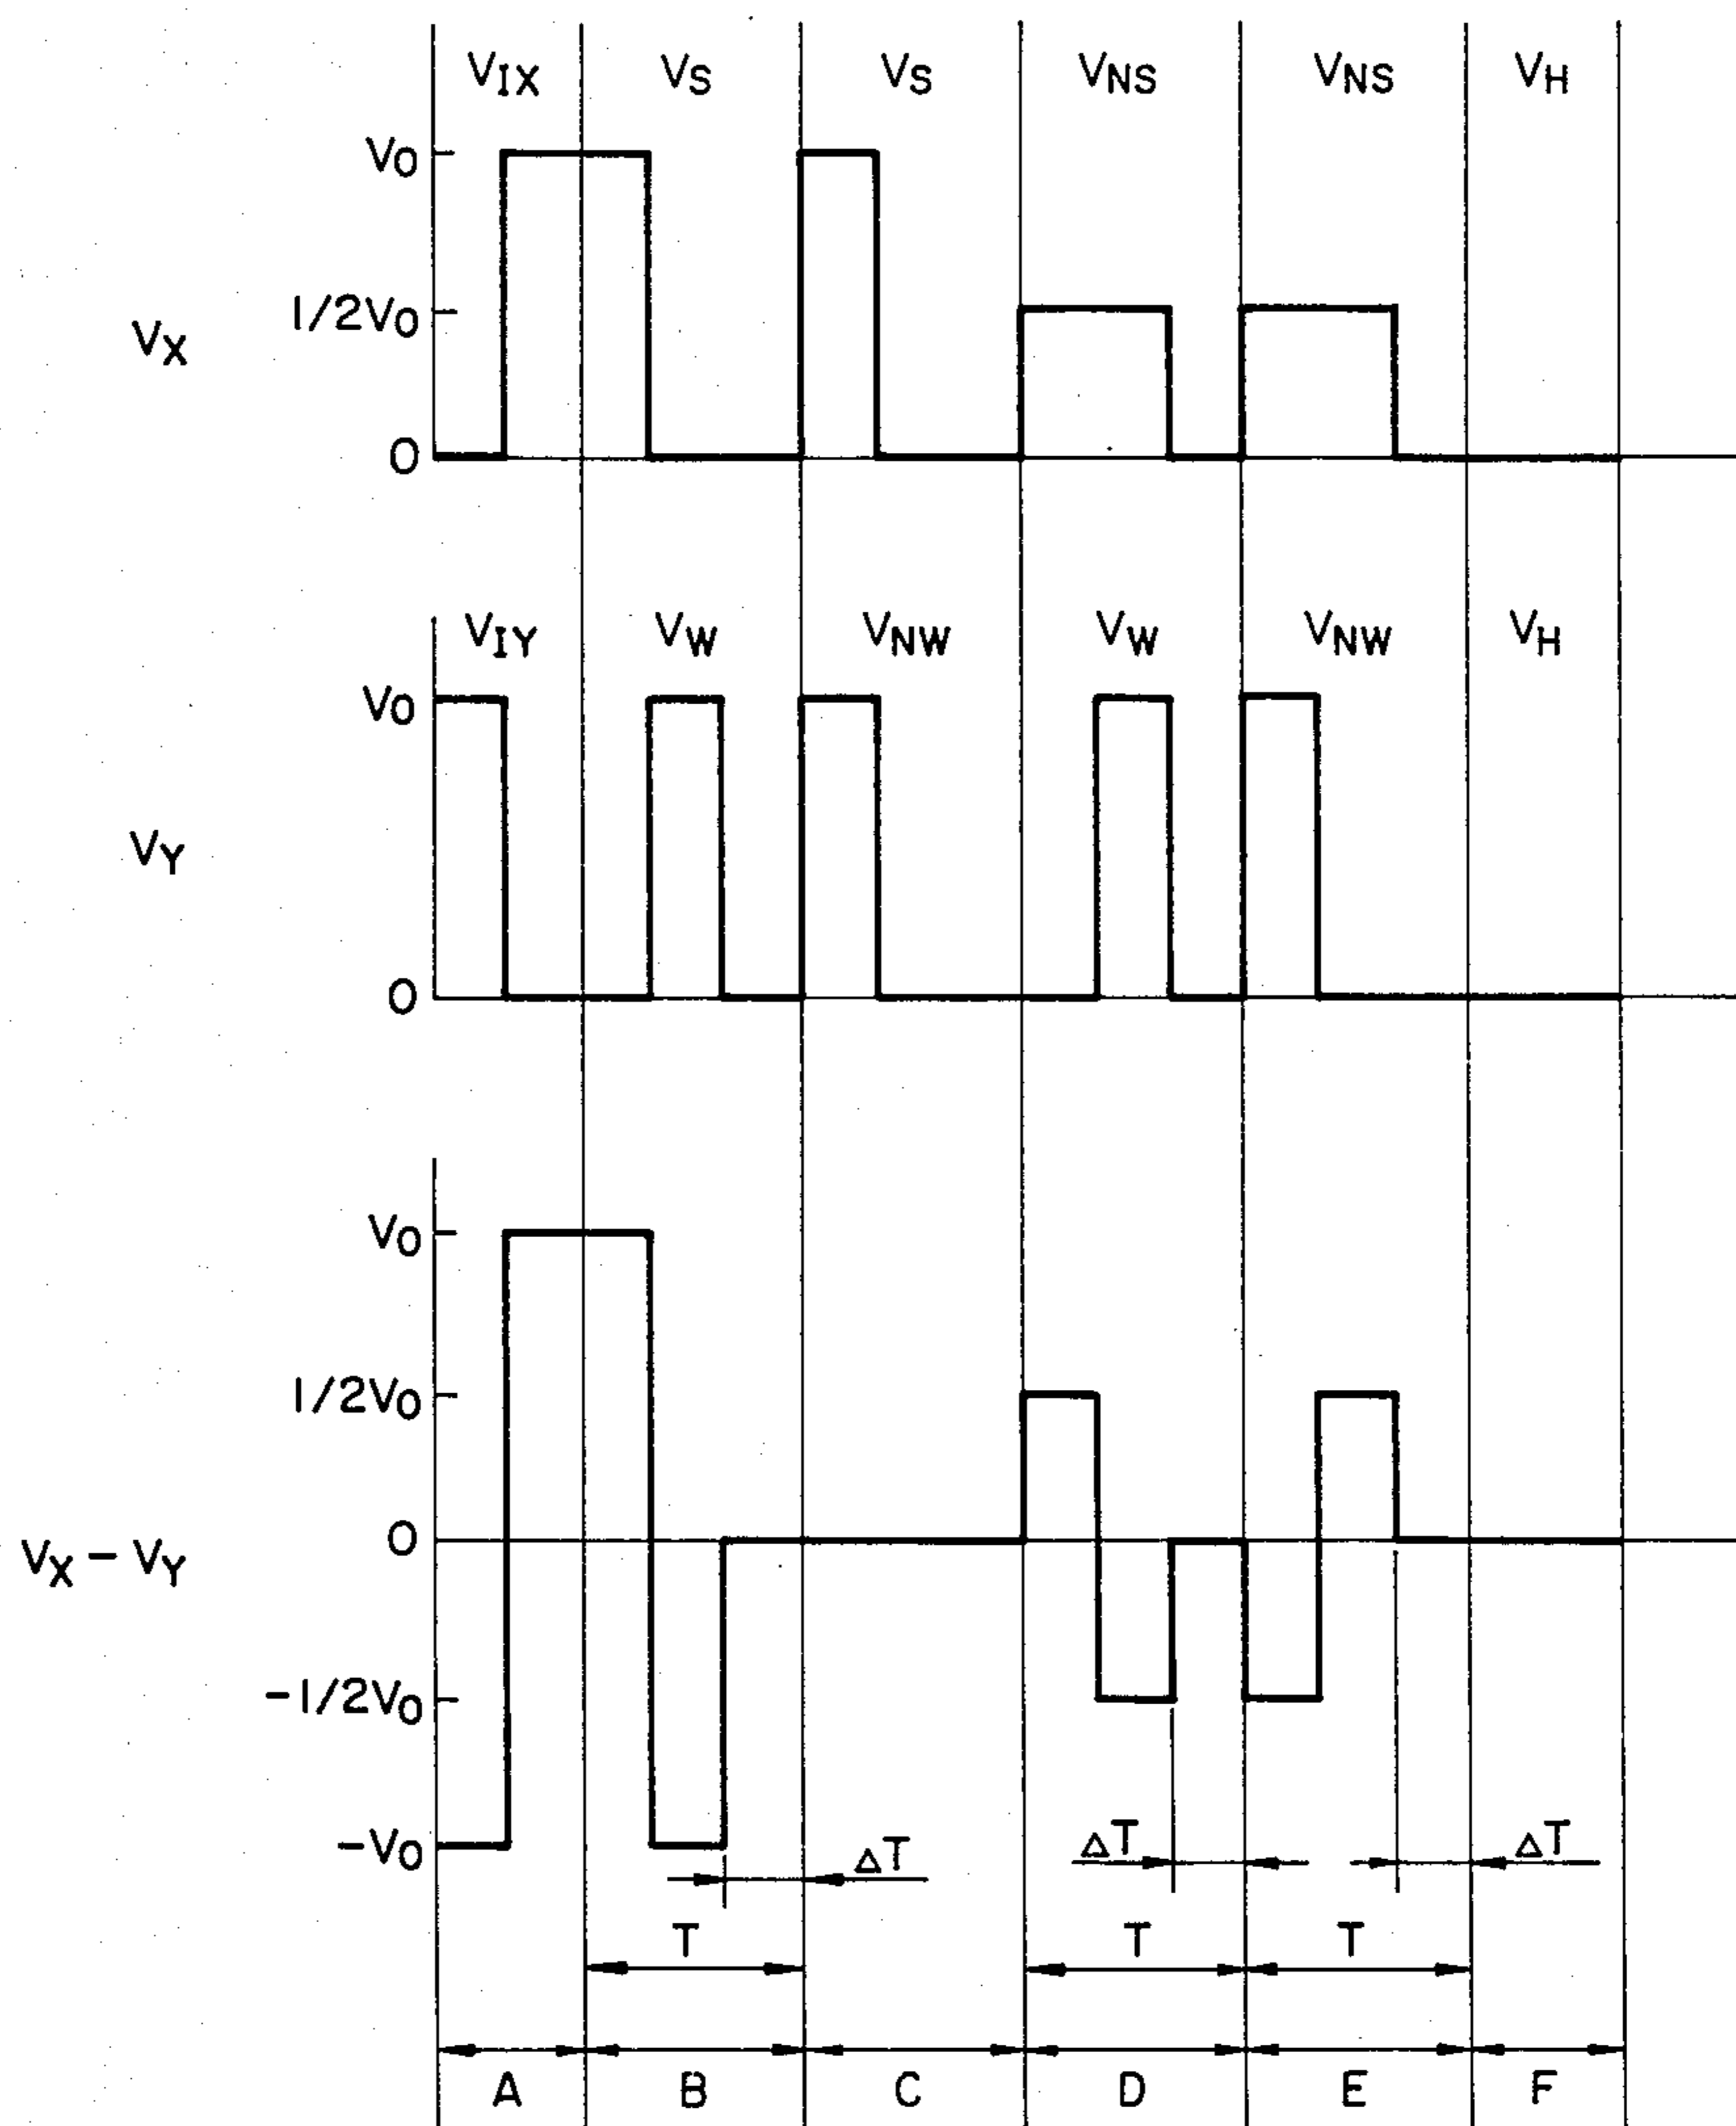 VIX VS VS VNS VNS VH
V0
1/2V0
VX
0
VIY VW VNW VW VNW VH
V0
VY
0
V0
1/2V0
0
VX – VY
-1/2V0
-V0
ΔT ΔT ΔT
T T T
A B C D E F